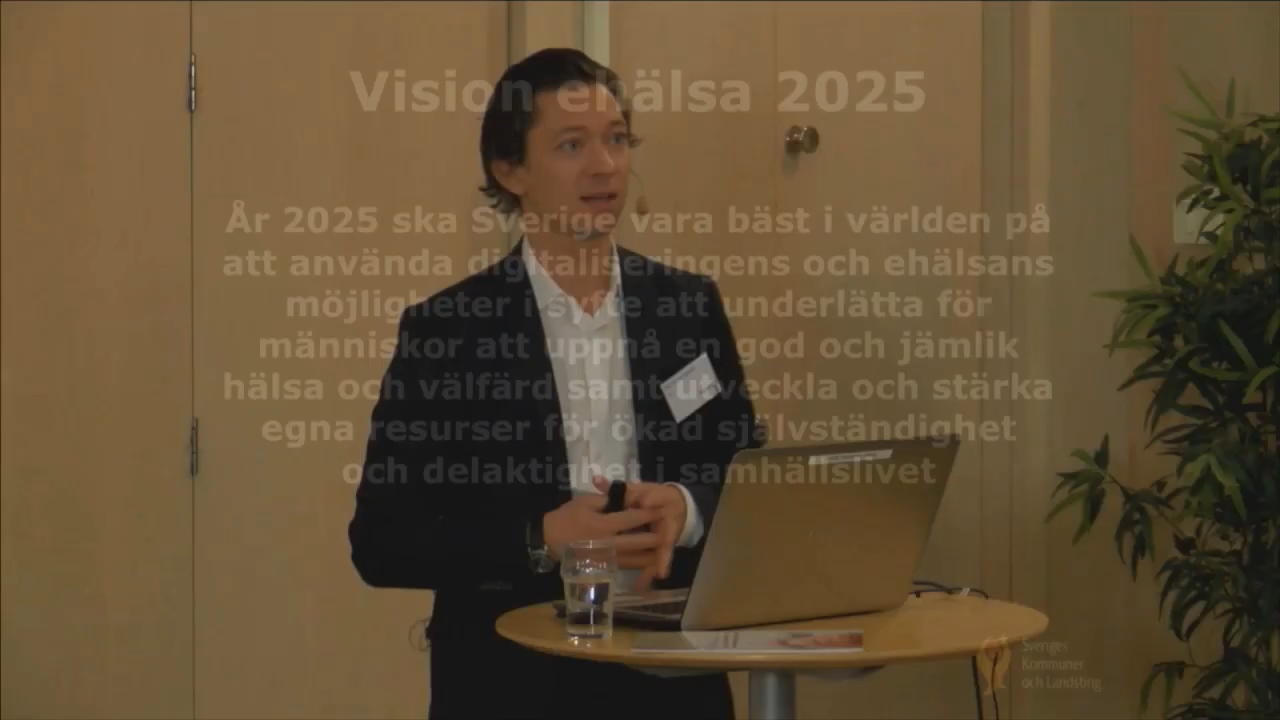 Vision ehälsa 2025
År 2025 ska Sverige vara bäst i världen på
att använda digitaliseringens och ehälsans
möjligheter i syfte att underlätta för
människor att uppnå en god och jämlik
hälsa och välfärd samt utveckla och stärka
egna resurser för ökad självständighet
och delaktighet i samhällslivet
Sveriges
Kommuner
och Landsting